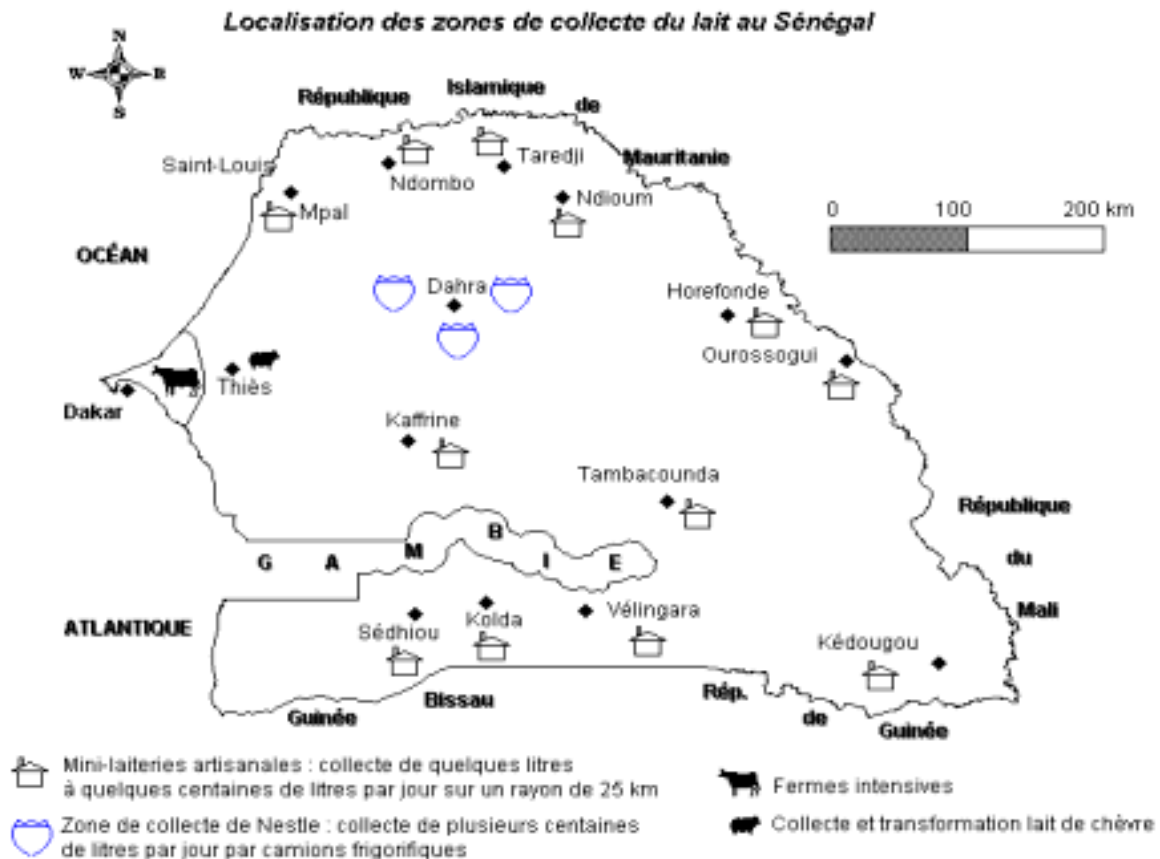 Localisation des zones de collecte du lait au Sénégal
N
W
E
S
République
Islamique
de
Mauritanie
Saint-Louis
Ndombo
Taredji
Mpal
Ndioum
0
100
200 km
OCÉAN
Dahra
Horefonde
Ourossogui
Thiès
Dakar
Kaffrine
Tambacounda
République
du
Mali
G
A
M
B
I
E
ATLANTIQUE
Sédhiou
Kolda
Vélingara
Kédougou
Guinée
Bissau
Rép.
de
Guinée
Mini-laiteries artisanales : collecte de quelques litres
à quelques centaines de litres par jour sur un rayon de 25 km
Zone de collecte de Nestle : collecte de plusieurs centaines
de litres par jour par camions frigorifiques
Fermes intensives
Collecte et transformation lait de chèvre